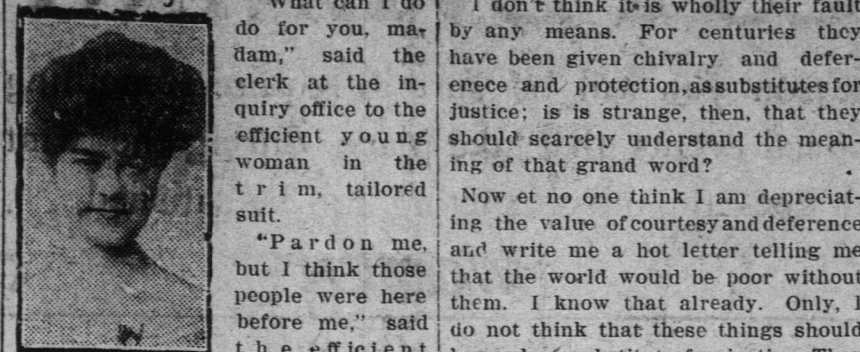 What can I do
do for you, ma-
dam," said the
clerk at the in-
quiry office to the
efficient young
woman in the
trim, tailored
suit.
"Pardon me,
but I think those
people were here
before me," said
the efficient
I don't think it is wholly their fault
by any means. For centuries they
have been given chivalry and defer-
enece and protection, as substitutes for
justice; is is strange, then, that they
should scarcely understand the mean-
ing of that grand word?
Now et no one think I am depreciat-
ing the value of courtesy and deference
and write me a hot letter telling me
that the world would be poor without
them. I know that already. Only, I
do not think that these things should